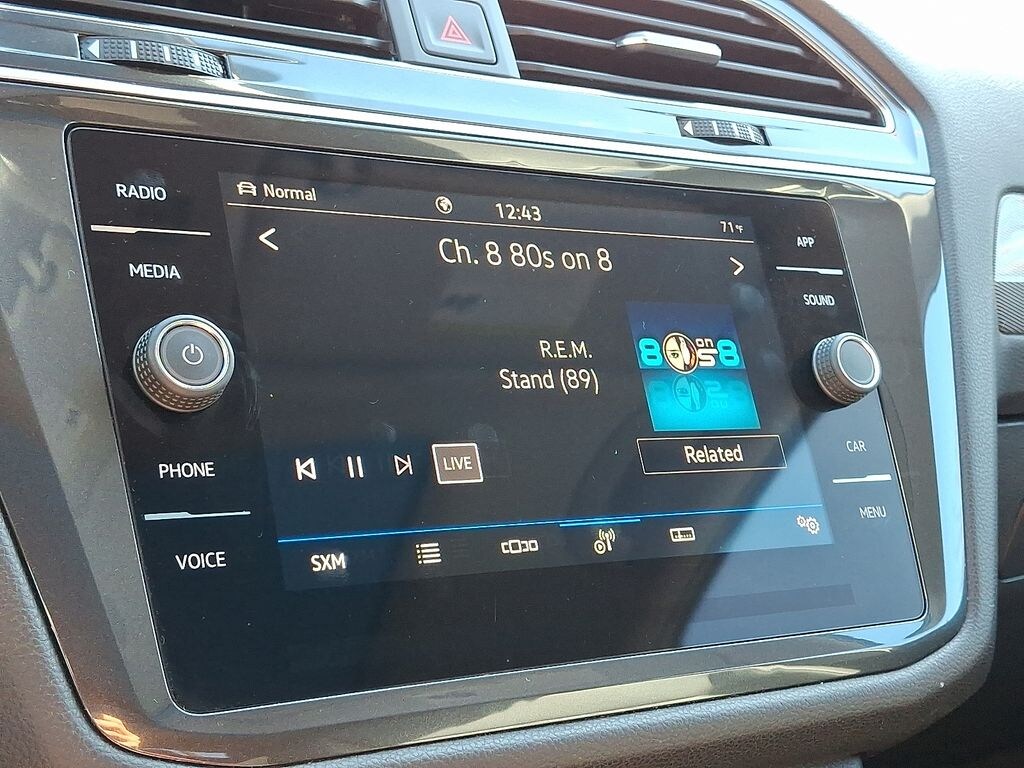 RADIO
MEDIA
PHONE
VOICE
Normal
12:43
71°F
Ch. 8 80s on 8
R.E.M.
Stand (89)
8 on 8
LIVE
Related
SXM
APP
SOUND
CAR
MENU